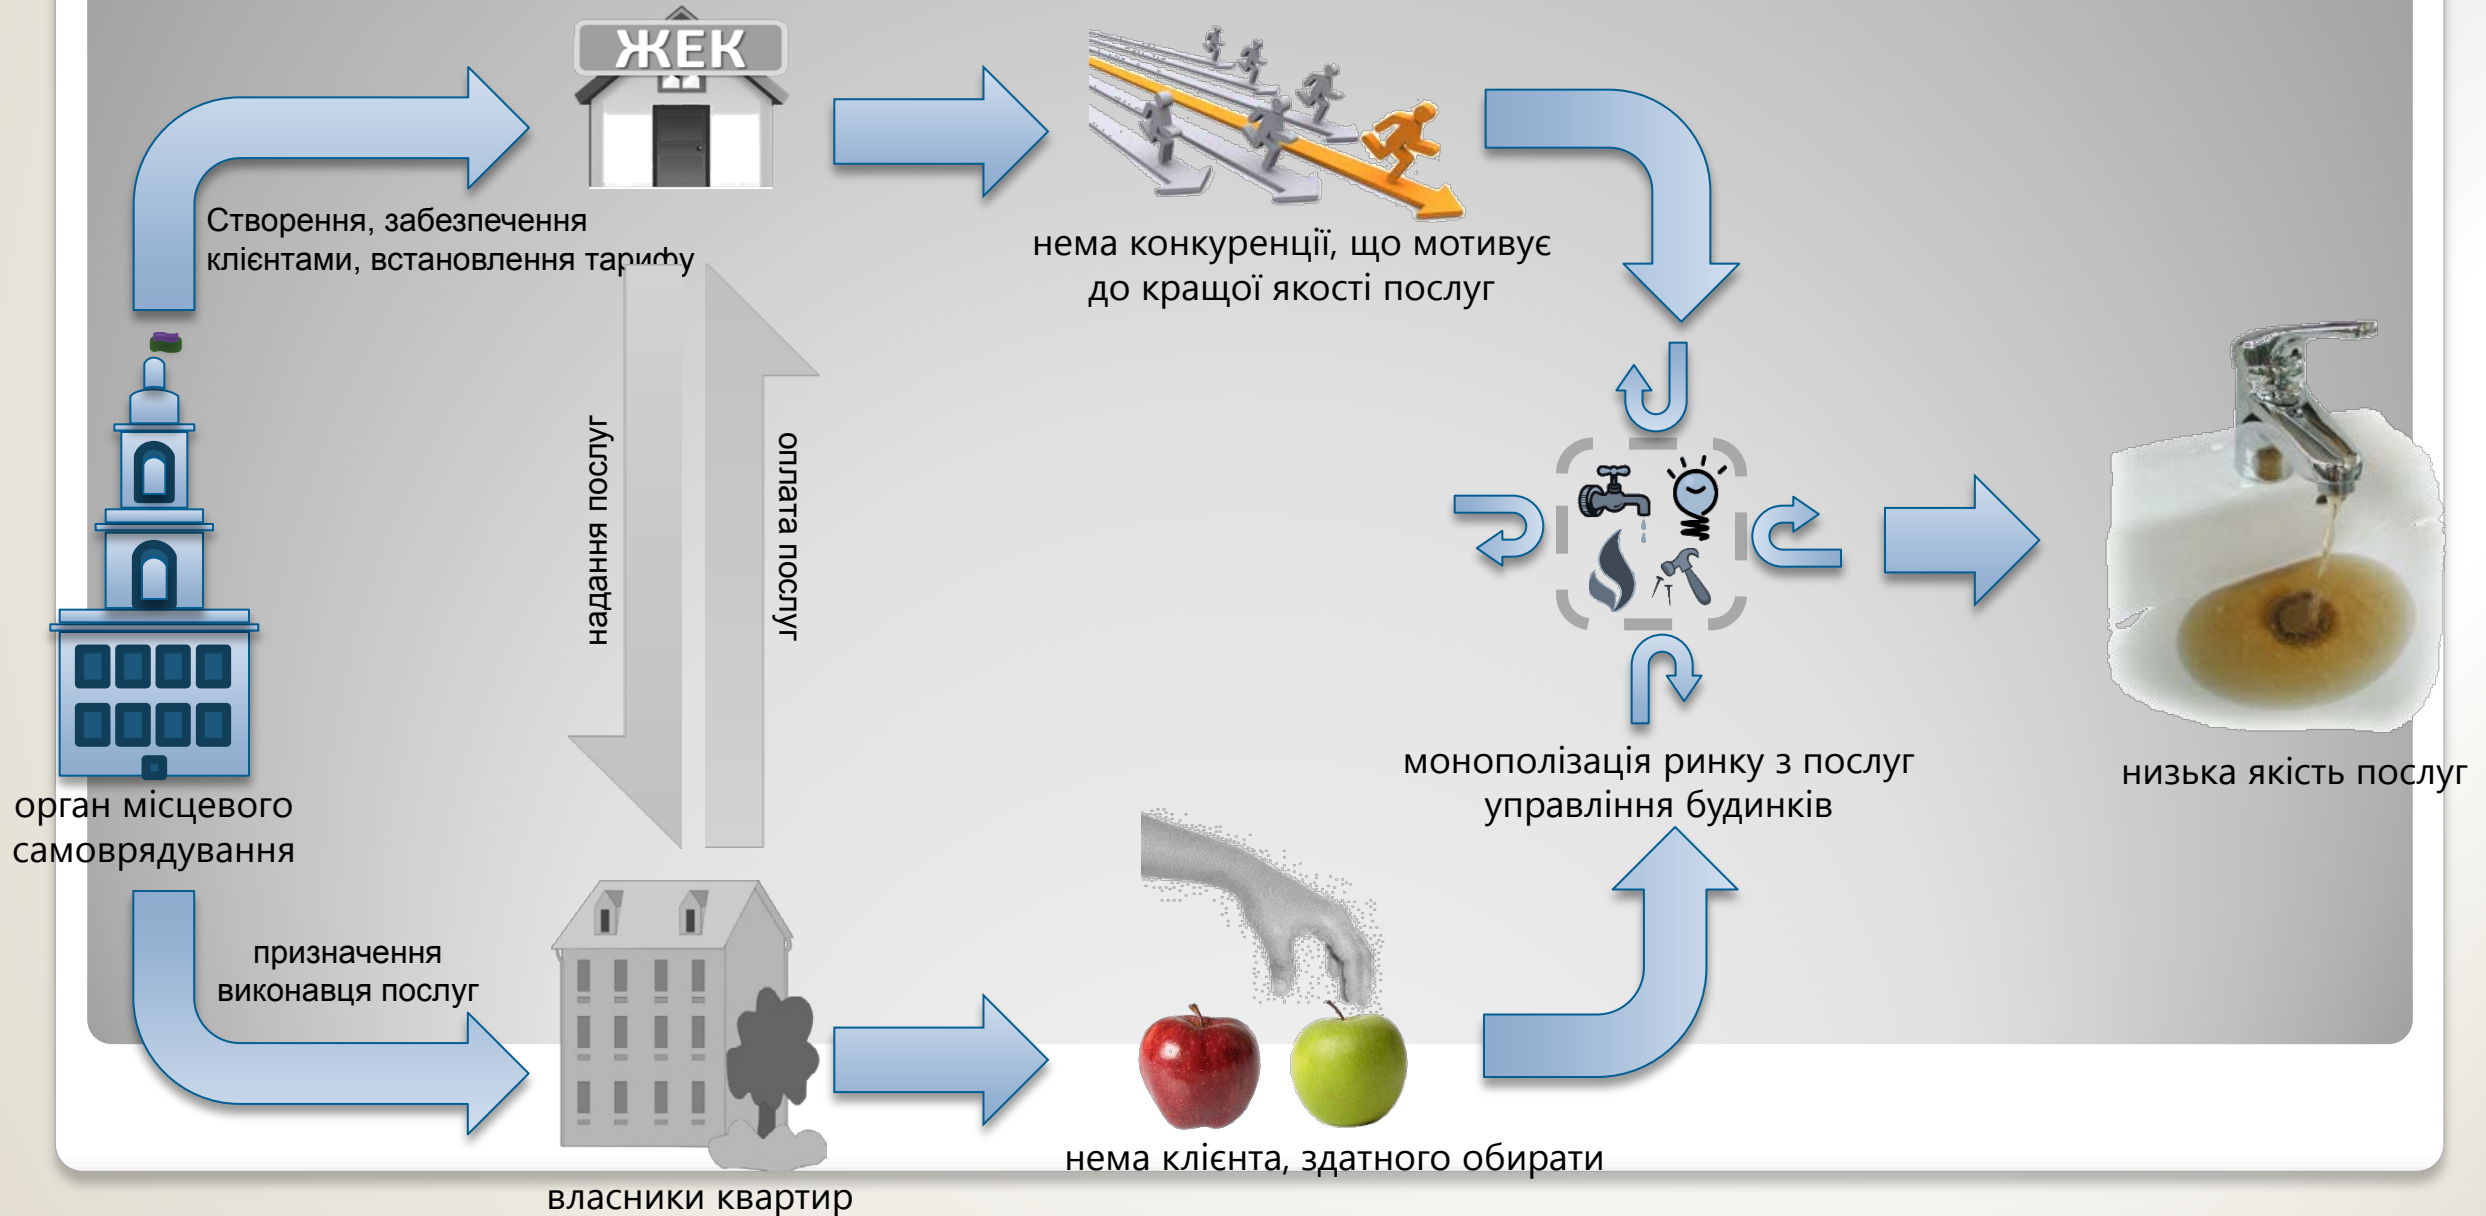 ЖЕК
Створення, забезпечення
клієнтами, встановлення тарифу
нема конкуренції, що мотивує
до кращої якості послуг
надання послуг
оплата послуг
орган місцевого
самоврядування
монополізація ринку з послуг
управління будинків
низька якість послуг
призначення
виконавця послуг
нема клієнта, здатного обирати
власники квартир